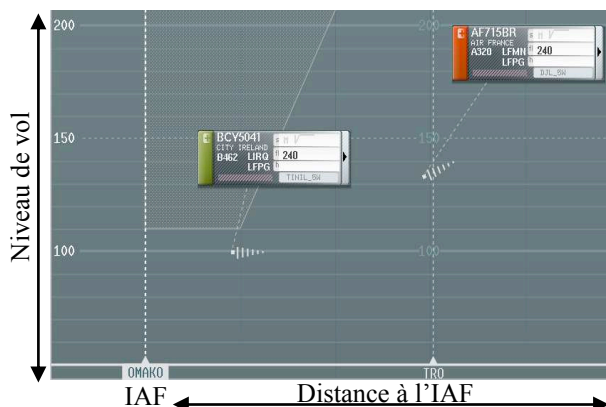 Niveau de vol
200
150
100
200
150
100
AF715BR
AIR FRANCE
A320 LFMN 240
LFPG
DJL_5W
BCY5041
CITY IRELAND
B462 LIRQ 240
LFPG
TINIL_5W
OMAKO
TRO
IAF
Distance à l'IAF